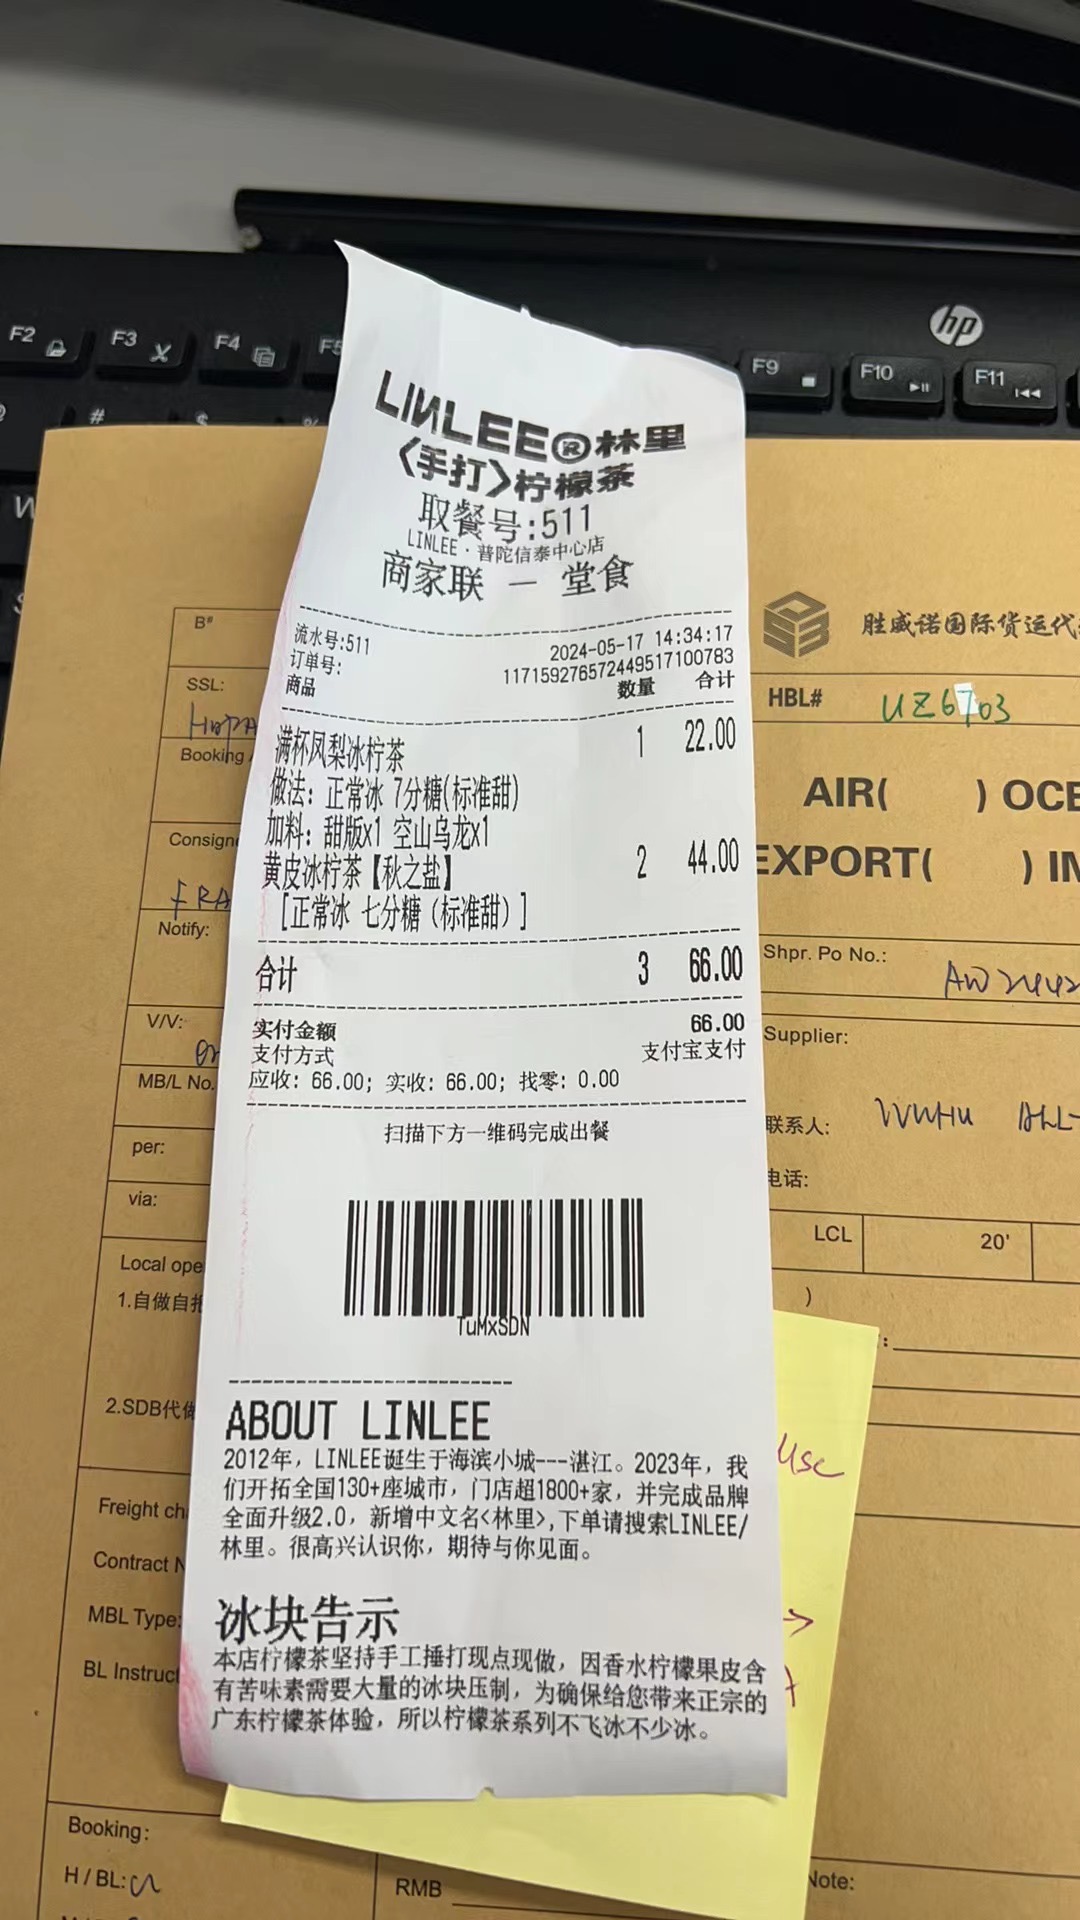 hp
F2
F3
F4
F5
F9
F10
F11
#
$
%
W
LINLEE®林里
<手打>柠檬茶
取餐号:511
LINLEE·普陀信泰中心店
商家联 — 堂食
流水号:511
2024-05-17 14:34:17
订单号:
117159276572449517100783
商品 数量 合计
满杯凤梨冰柠茶 1 22.00
做法: 正常冰 7分糖(标准甜)
加料: 甜版x1 空山乌龙x1
黄皮冰柠茶【秋之盐】 2 44.00
[正常冰 七分糖 (标准甜)]
合计 3 66.00
实付金额 66.00
支付方式 支付宝支付
应收: 66.00; 实收: 66.00; 找零: 0.00
扫描下方一维码完成出餐
TuMxSDN
ABOUT LINLEE
2012年, LINLEE诞生于海滨小城---湛江。2023年, 我
们开拓全国130+座城市, 门店超1800+家, 并完成品牌
全面升级2.0, 新增中文名<林里>,下单请搜索LINLEE/
林里。很高兴认识你, 期待与你见面。
冰块告示
本店柠檬茶坚持手工捶打现点现做, 因香水柠檬果皮含
有苦味素需要大量的冰块压制, 为确保给您带来正宗的
广东柠檬茶体验, 所以柠檬茶系列不飞冰不少冰。
B#
SSL:
Booking
Consign
FRA
Notify:
V/V:
MB/L No.
per:
via:
Local ope
1.自做自
2.SDB代
Freight ch
Contract
MBL Type:
BL Instruct
Booking:
H / BL:
RMB
胜威诺国际货运代
HBL# UZ6703
AIR( ) OCE
EXPORT( ) I
Shpr. Po No.:
Supplier:
联系人: WUHU
电话:
LCL 20'
)
Note: